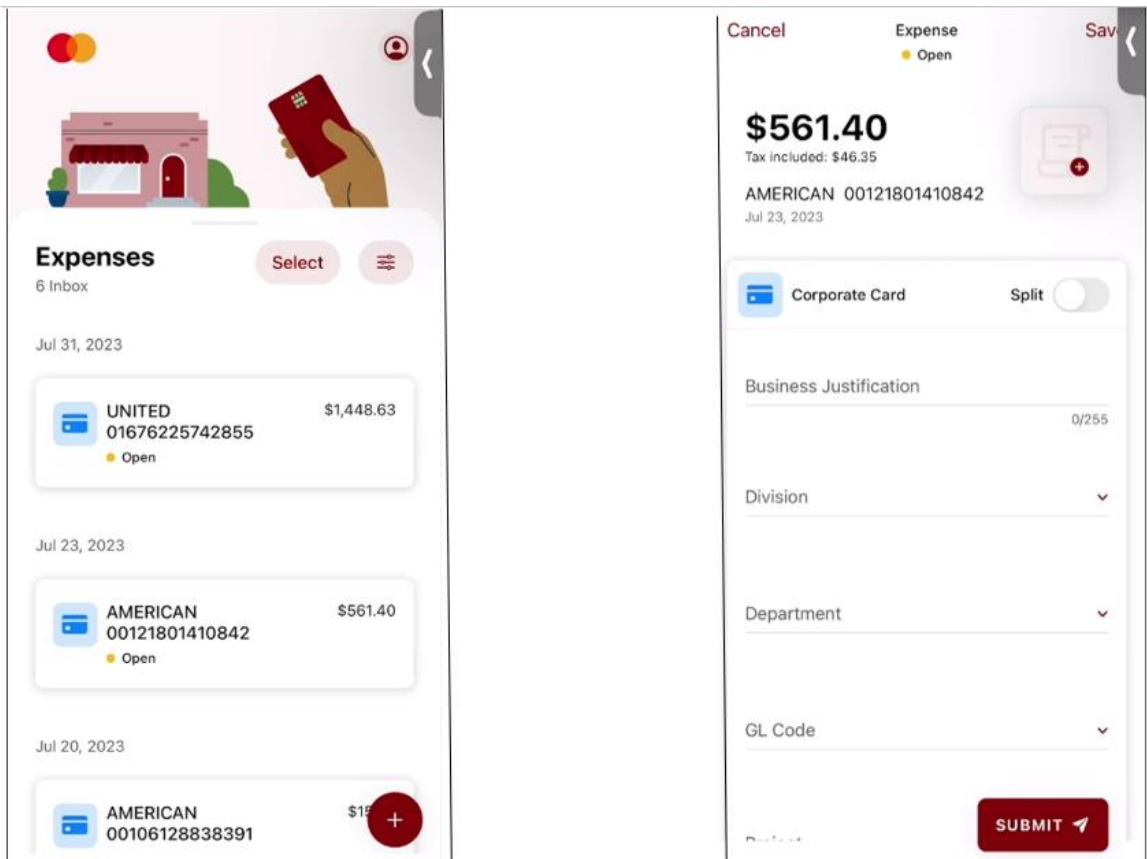 Expenses
Select
6 Inbox
Jul 31, 2023
UNITED
$1,448.63
01676225742855
Open
Jul 23, 2023
AMERICAN
$561.40
00121801410842
Open
Jul 20, 2023
AMERICAN
00106128838391
+
Cancel
Expense
Open
$561.40
Tax included: $46.35
AMERICAN 00121801410842
Jul 23, 2023
Corporate Card
Split
Business Justification
0/255
Division
Department
GL Code
SUBMIT